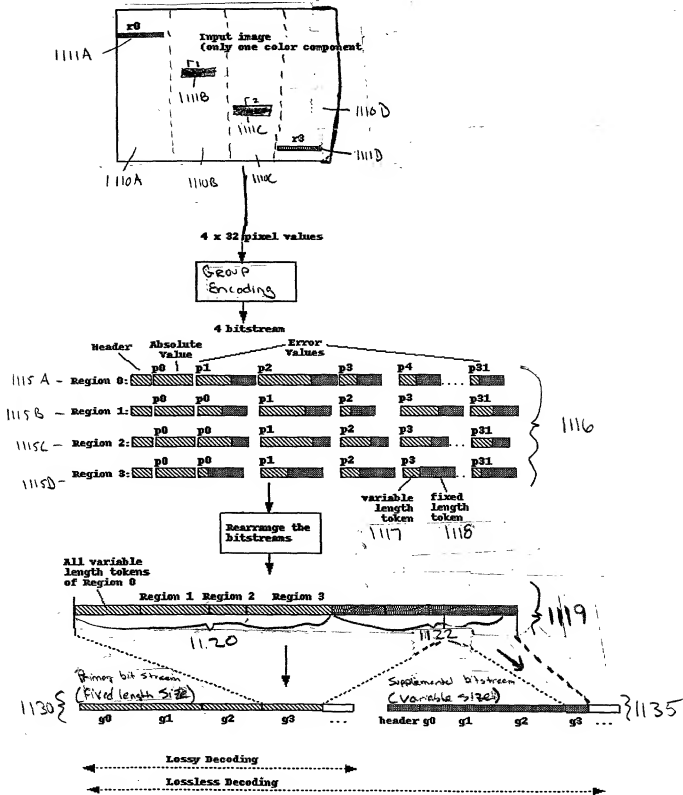 r0
1111A
Input image
(only one color component
r1
1111B
r2
1111C
1110D
r3
1111D
1110A
1110B
1110C
4 x 32 pixel values
GROUP
Encoding
4 bitstream
Header
Absolute
Value
Error
Values
p0 p1 p2 p3 p4 p31
1115A - Region 0:
....
p0 p0 p1 p2 p3 p31
1115B - Region 1:
p0 p0 p1 p2 p3 p31
1115C - Region 2:
...
p0 p0 p1 p2 p3 p31
1115D - Region 3:
...
1116
variable
length
token
1117
fixed
length
token
1118
Rearrange the
bitstreams
All variable
length tokens
of Region 0
Region 1 Region 2 Region 3
1119
1120
1122
Primary bit stream
(Fixed length Size)
1130
g0 g1 g2 g3 ...
Supplemental bitstream
(Variable Sized)
1135
header g0 g1 g2 g3 ...
Lossy Decoding
Lossless Decoding